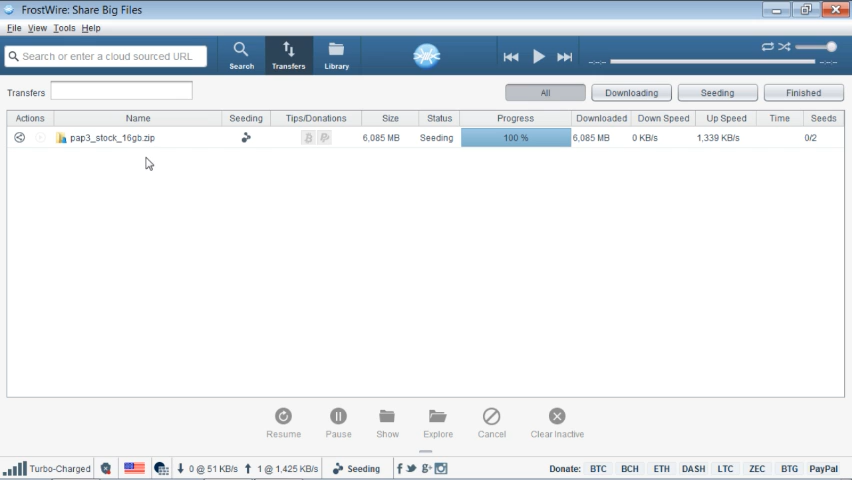 FrostWire: Share Big Files
File View Tools Help
Search or enter a cloud sourced URL
Search
Transfers
Library
--:--
--:--
Transfers
All
Downloading
Seeding
Finished
Actions Name Seeding Tips/Donations Size Status Progress Downloaded Down Speed Up Speed Time Seeds
pap3_stock_16gb.zip 6,085 MB Seeding 100 % 6,085 MB 0 KB/s 1,339 KB/s 0/2
Resume Pause Show Explore Cancel Clear Inactive
Turbo-Charged 0 @ 51 KB/s 1 @ 1,425 KB/s Seeding Donate: BTC BCH ETH DASH LTC ZEC BTG PayPal